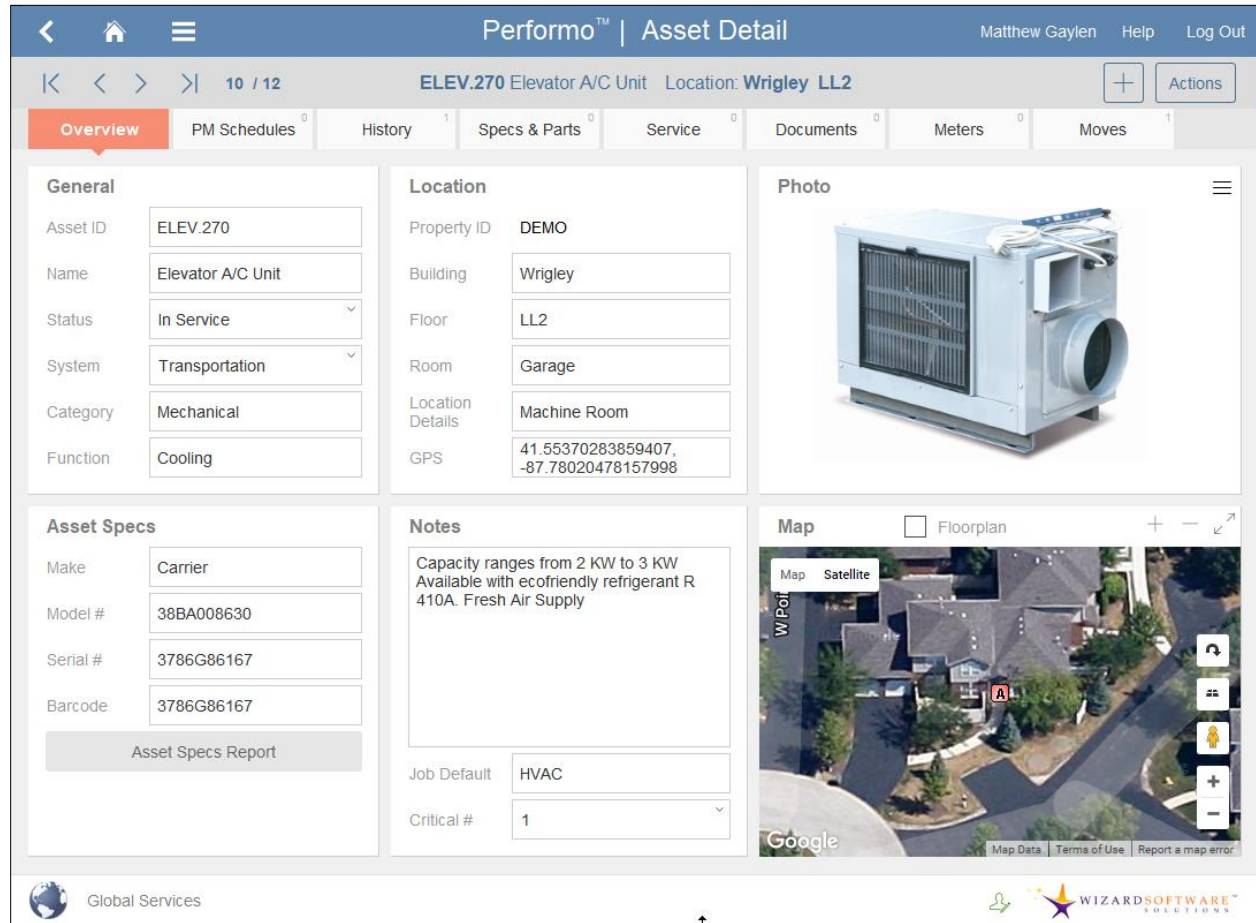 Performo™ | Asset Detail
Matthew Gaylen Help Log Out
10 / 12
ELEV.270 Elevator A/C Unit Location: Wrigley LL2
Actions
Overview
PM Schedules 0
History 1
Specs & Parts 0
Service 0
Documents 0
Meters 0
Moves 1
General
Asset ID ELEV.270
Name Elevator A/C Unit
Status In Service
System Transportation
Category Mechanical
Function Cooling
Location
Property ID DEMO
Building Wrigley
Floor LL2
Room Garage
Location
Details
Machine Room
GPS
41.55370283859407,
-87.78020478157998
Photo
Asset Specs
Make Carrier
Model # 38BA008630
Serial # 3786G86167
Barcode 3786G86167
Asset Specs Report
Notes
Capacity ranges from 2 KW to 3 KW
Available with ecofriendly refrigerant R
410A. Fresh Air Supply
Job Default HVAC
Critical # 1
Map
Floorplan
Map Satellite
W Poi
A
Google
Map Data Terms of Use Report a map error
Global Services
WIZARDSOFTWARE™
SOLUTIONS